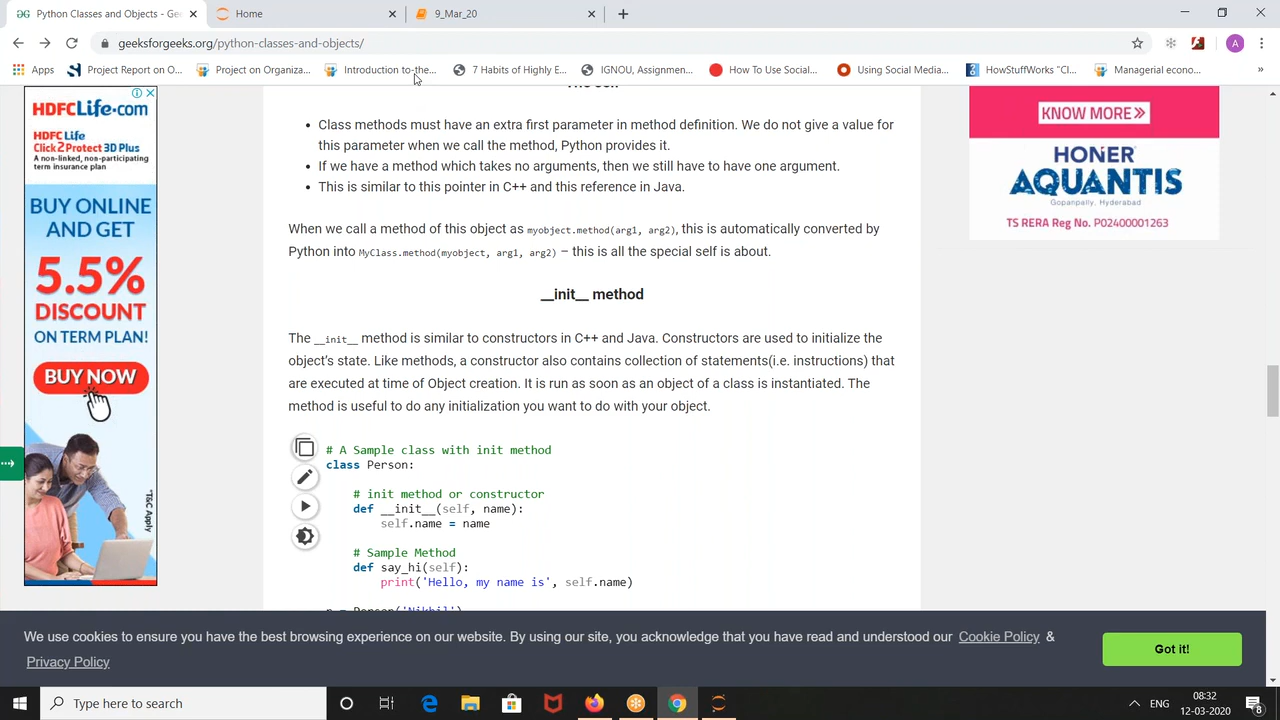 Python Classes and Objects - Ge
Home
9_Mar_20
geeksforgeeks.org/python-classes-and-objects/
A
Apps
Project Report on O...
Project on Organiza...
Introduction to-the...
7 Habits of Highly E...
IGNOU, Assignmen...
How To Use Social...
Using Social Media...
HowStuffWorks "Cl...
Managerial econo...
»
HDFCLife.com
HDFC Life
Click 2 Protect 3D Plus
A non-linked, non-participating
term insurance plan
BUY ONLINE
AND GET
5.5%
DISCOUNT
ON TERM PLAN!
BUY NOW
*T&C Apply
The self
• Class methods must have an extra first parameter in method definition. We do not give a value for
this parameter when we call the method, Python provides it.
• If we have a method which takes no arguments, then we still have to have one argument.
• This is similar to this pointer in C++ and this reference in Java.
When we call a method of this object as myobject.method(arg1, arg2), this is automatically converted by
Python into MyClass.method(myobject, arg1, arg2) – this is all the special self is about.
__init__ method
The __init__ method is similar to constructors in C++ and Java. Constructors are used to initialize the
object's state. Like methods, a constructor also contains collection of statements(i.e. instructions) that
are executed at time of Object creation. It is run as soon as an object of a class is instantiated. The
method is useful to do any initialization you want to do with your object.
# A Sample class with init method
class Person:
# init method or constructor
def __init__(self, name):
self.name = name
# Sample Method
def say_hi(self):
print('Hello, my name is', self.name)
p = Person('Nikhil')
KNOW MORE »
HONER
AQUANTIS
Gopanpally, Hyderabad
TS RERA Reg No. P02400001263
We use cookies to ensure you have the best browsing experience on our website. By using our site, you acknowledge that you have read and understood our Cookie Policy &
Privacy Policy
Got it!
Type here to search
ENG
08:32
12-03-2020
8